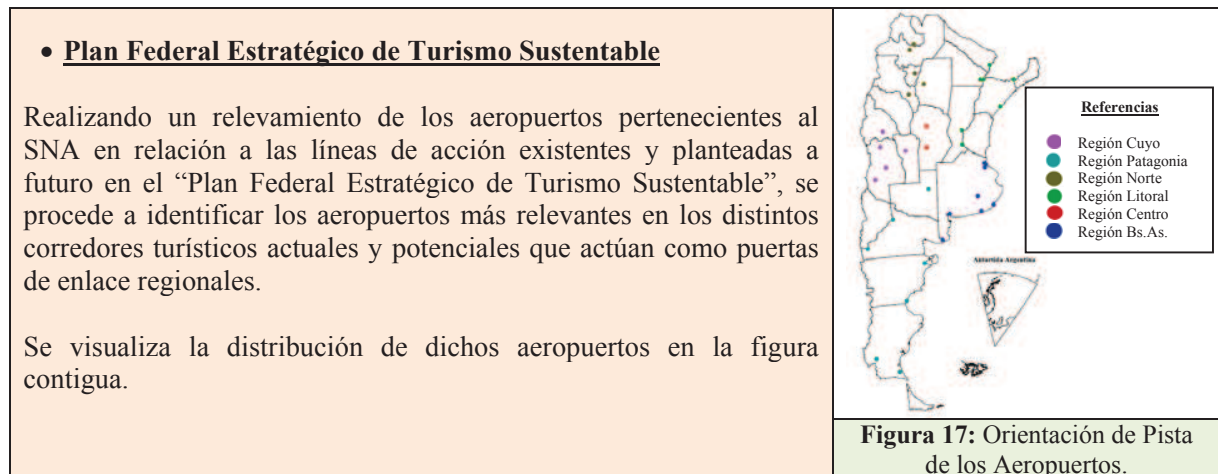 • Plan Federal Estratégico de Turismo Sustentable
Realizando un relevamiento de los aeropuertos pertenecientes al
SNA en relación a las líneas de acción existentes y planteadas a
futuro en el “Plan Federal Estratégico de Turismo Sustentable”, se
procede a identificar los aeropuertos más relevantes en los distintos
corredores turísticos actuales y potenciales que actúan como puertas
de enlace regionales.
Se visualiza la distribución de dichos aeropuertos en la figura
contigua.
Referencias
Región Cuyo
Región Patagonia
Región Norte
Región Litoral
Región Centro
Región Bs.As.
Antártida Argentina
Figura 17: Orientación de Pista
de los Aeropuertos.